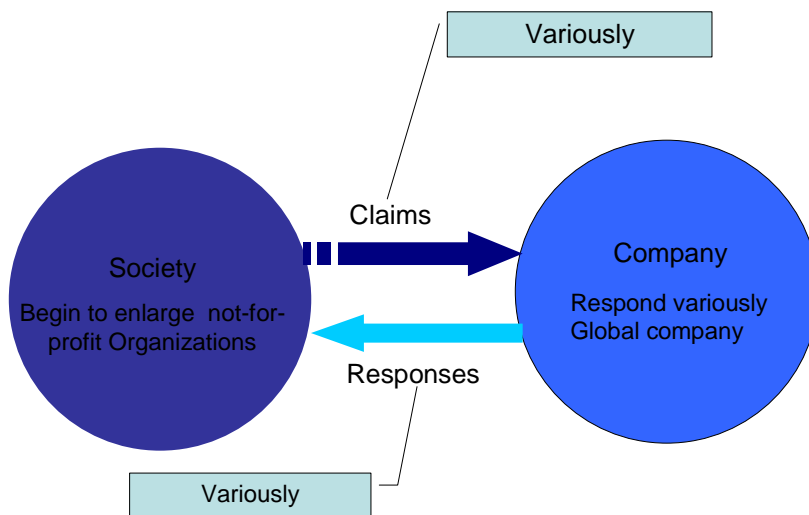 Variously
Claims
Society
Begin to enlarge not-for-
profit Organizations
Company
Respond variously
Global company
Responses
Variously